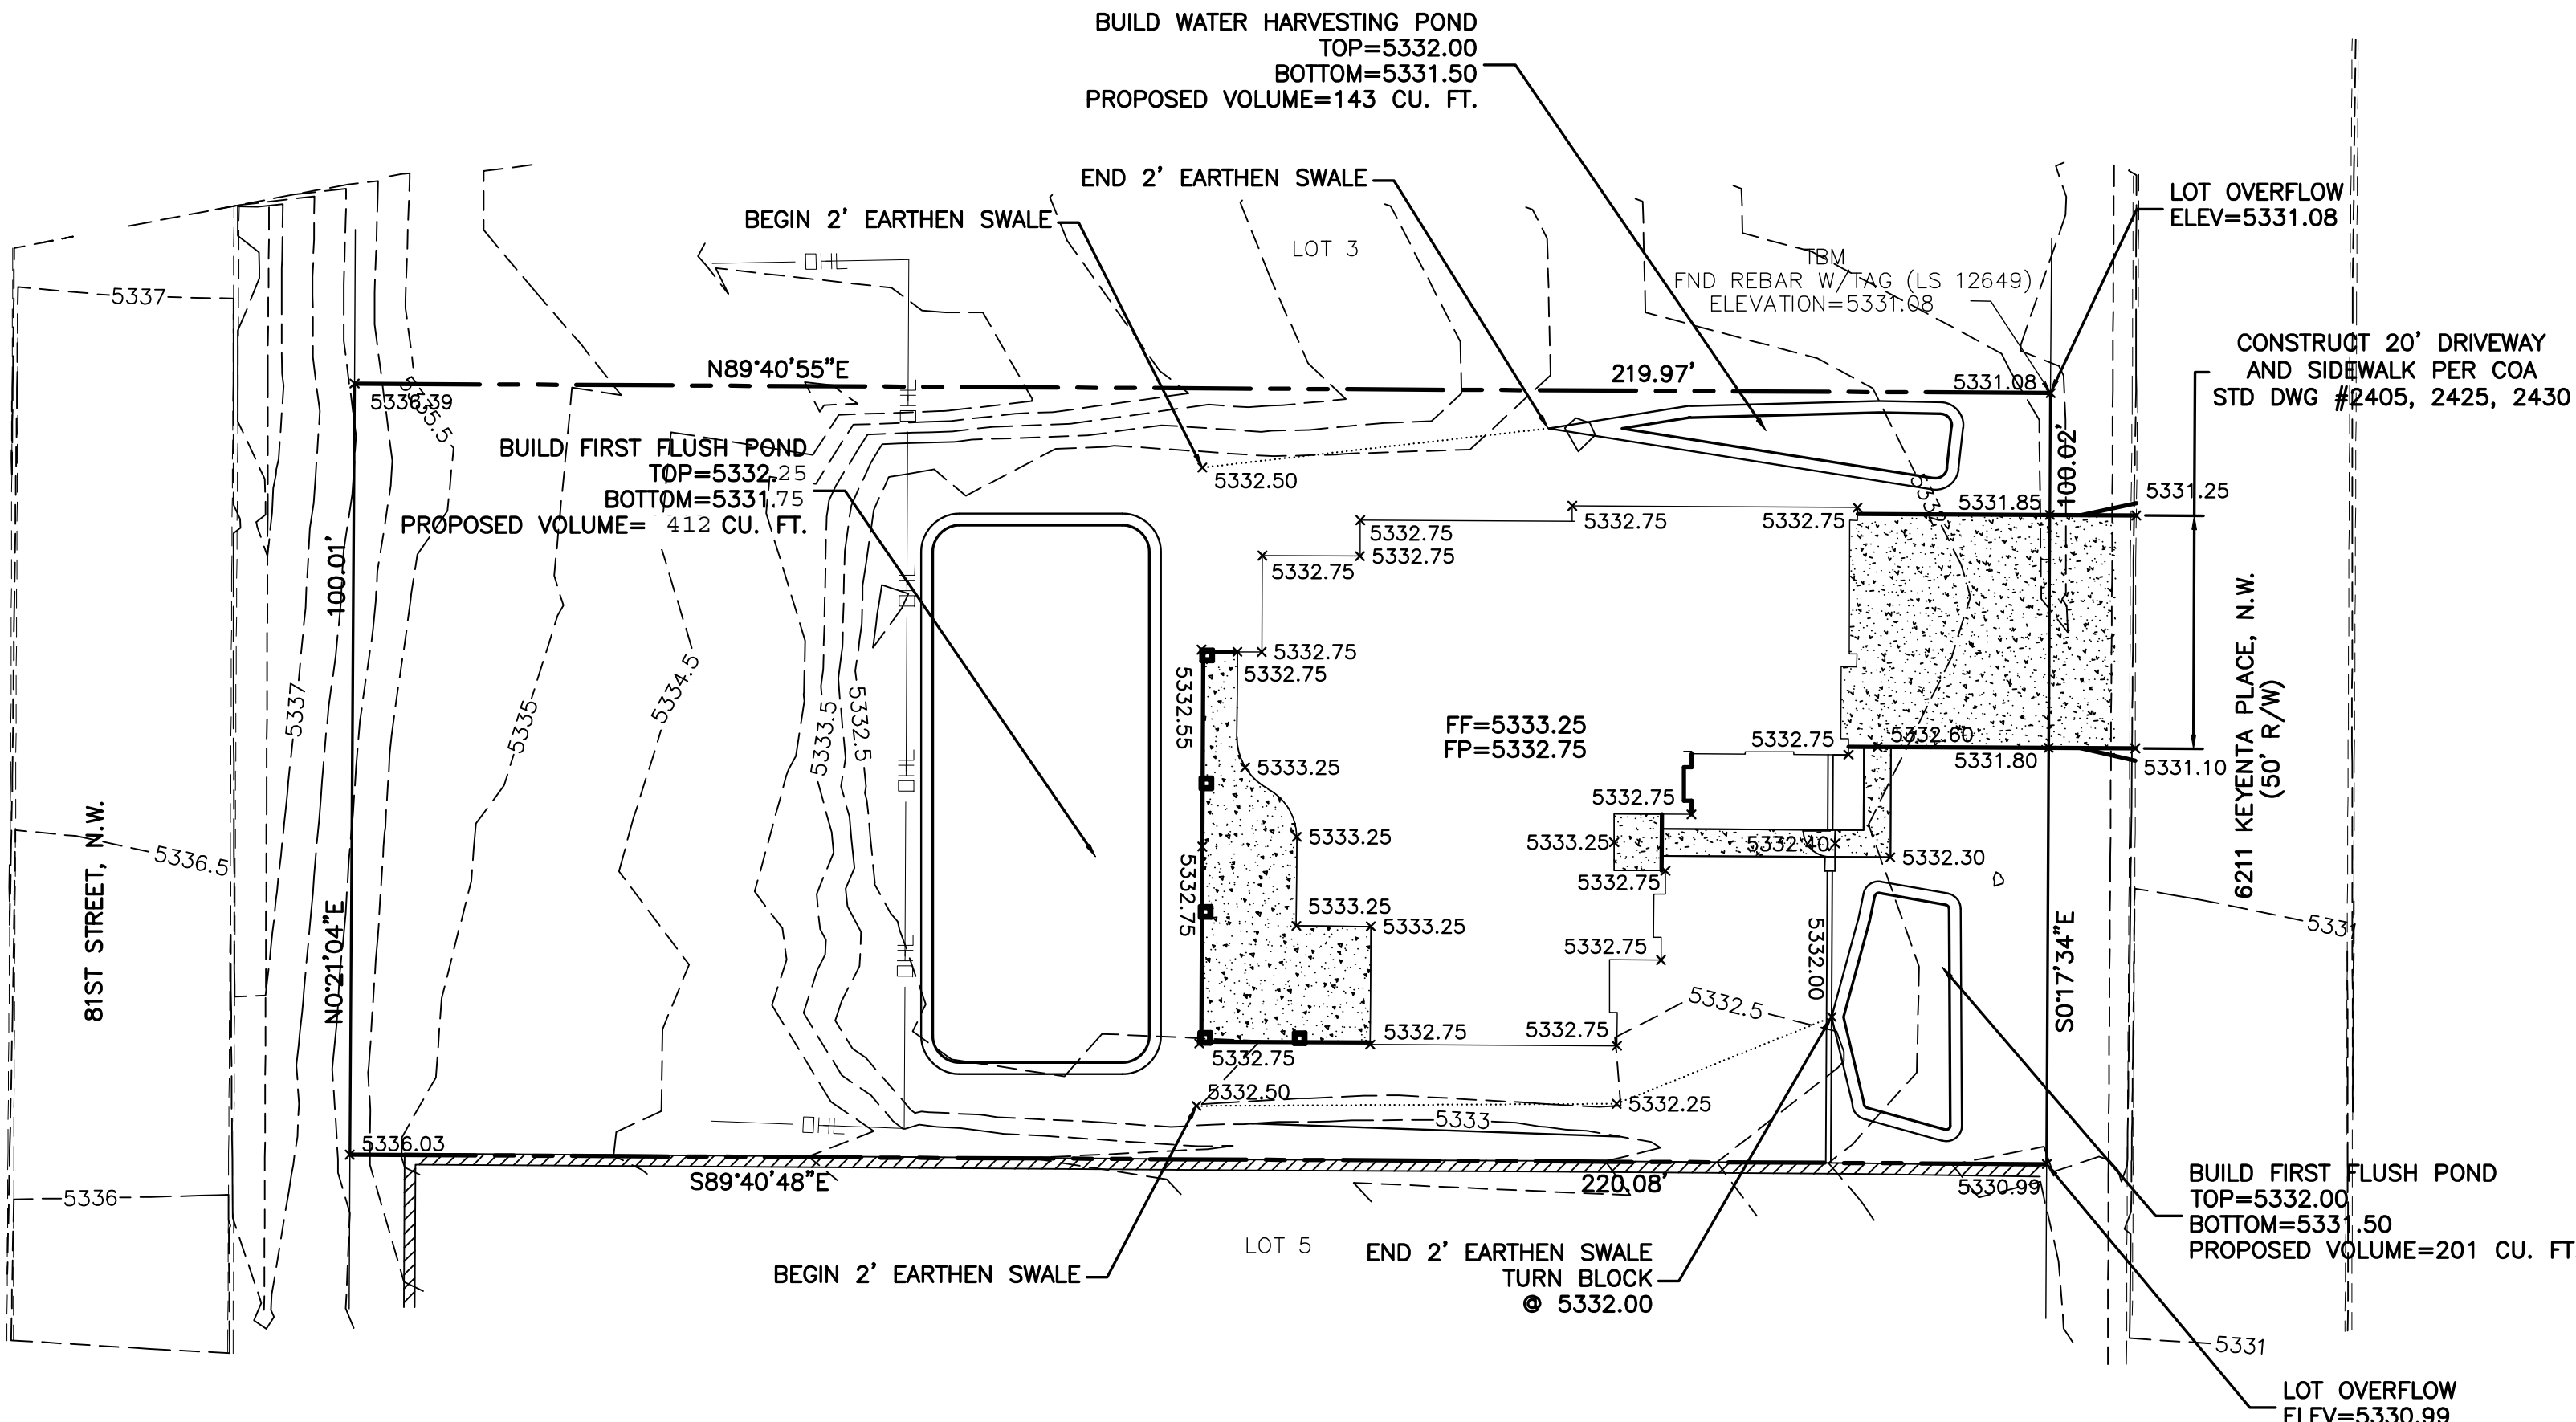 BUILD WATER HARVESTING POND
TOP=5332.00
BOTTOM=5331.50
PROPOSED VOLUME=143 CU. FT.
END 2' EARTHEN SWALE
BEGIN 2' EARTHEN SWALE
LOT OVERFLOW
ELEV=5331.08
LOT 3
OHL
TBM
FND REBAR W/TAG (LS 12649)
ELEVATION=5331.08
5337
CONSTRUCT 20' DRIVEWAY
AND SIDEWALK PER COA
STD DWG #2405, 2425, 2430
N89°40'55"E
219.97'
5331.08
5336.39
5335.5
OHL
BUILD FIRST FLUSH POND
TOP=5332.25
BOTTOM=5331.75
PROPOSED VOLUME= 412 CU. FT.
5332.50
100.02'
5331.85
5331.25
5332.75
5332.75
5332.75
5332.75
5332.75
100.01'
OHL
5332.75
5332.75
5332.55
5337
5335
5334.5
5333.5
5332.5
FF=5333.25
FP=5332.75
5332.75
5332.60
5331.80
5331.10
6211 KEYENTA PLACE, N.W.
(50' R/W)
OHL
5333.25
5332.75
5333.25
5333.25
5332.40
5332.30
5332.75
5332.75
81ST STREET, N.W.
5336.5
5333.25
5333.25
5332.75
5332.00
5331
N0°21'04"E
S0°17'34"E
OHL
5332.5
5332.75
5332.75
5332.75
5332.50
5332.25
5333
OHL
5336.03
S89°40'48"E
220.08'
5330.99
5336
BUILD FIRST FLUSH POND
TOP=5332.00
BOTTOM=5331.50
PROPOSED VOLUME=201 CU. FT
LOT 5
END 2' EARTHEN SWALE
TURN BLOCK
@ 5332.00
BEGIN 2' EARTHEN SWALE
5331
LOT OVERFLOW
ELEV=5330.99